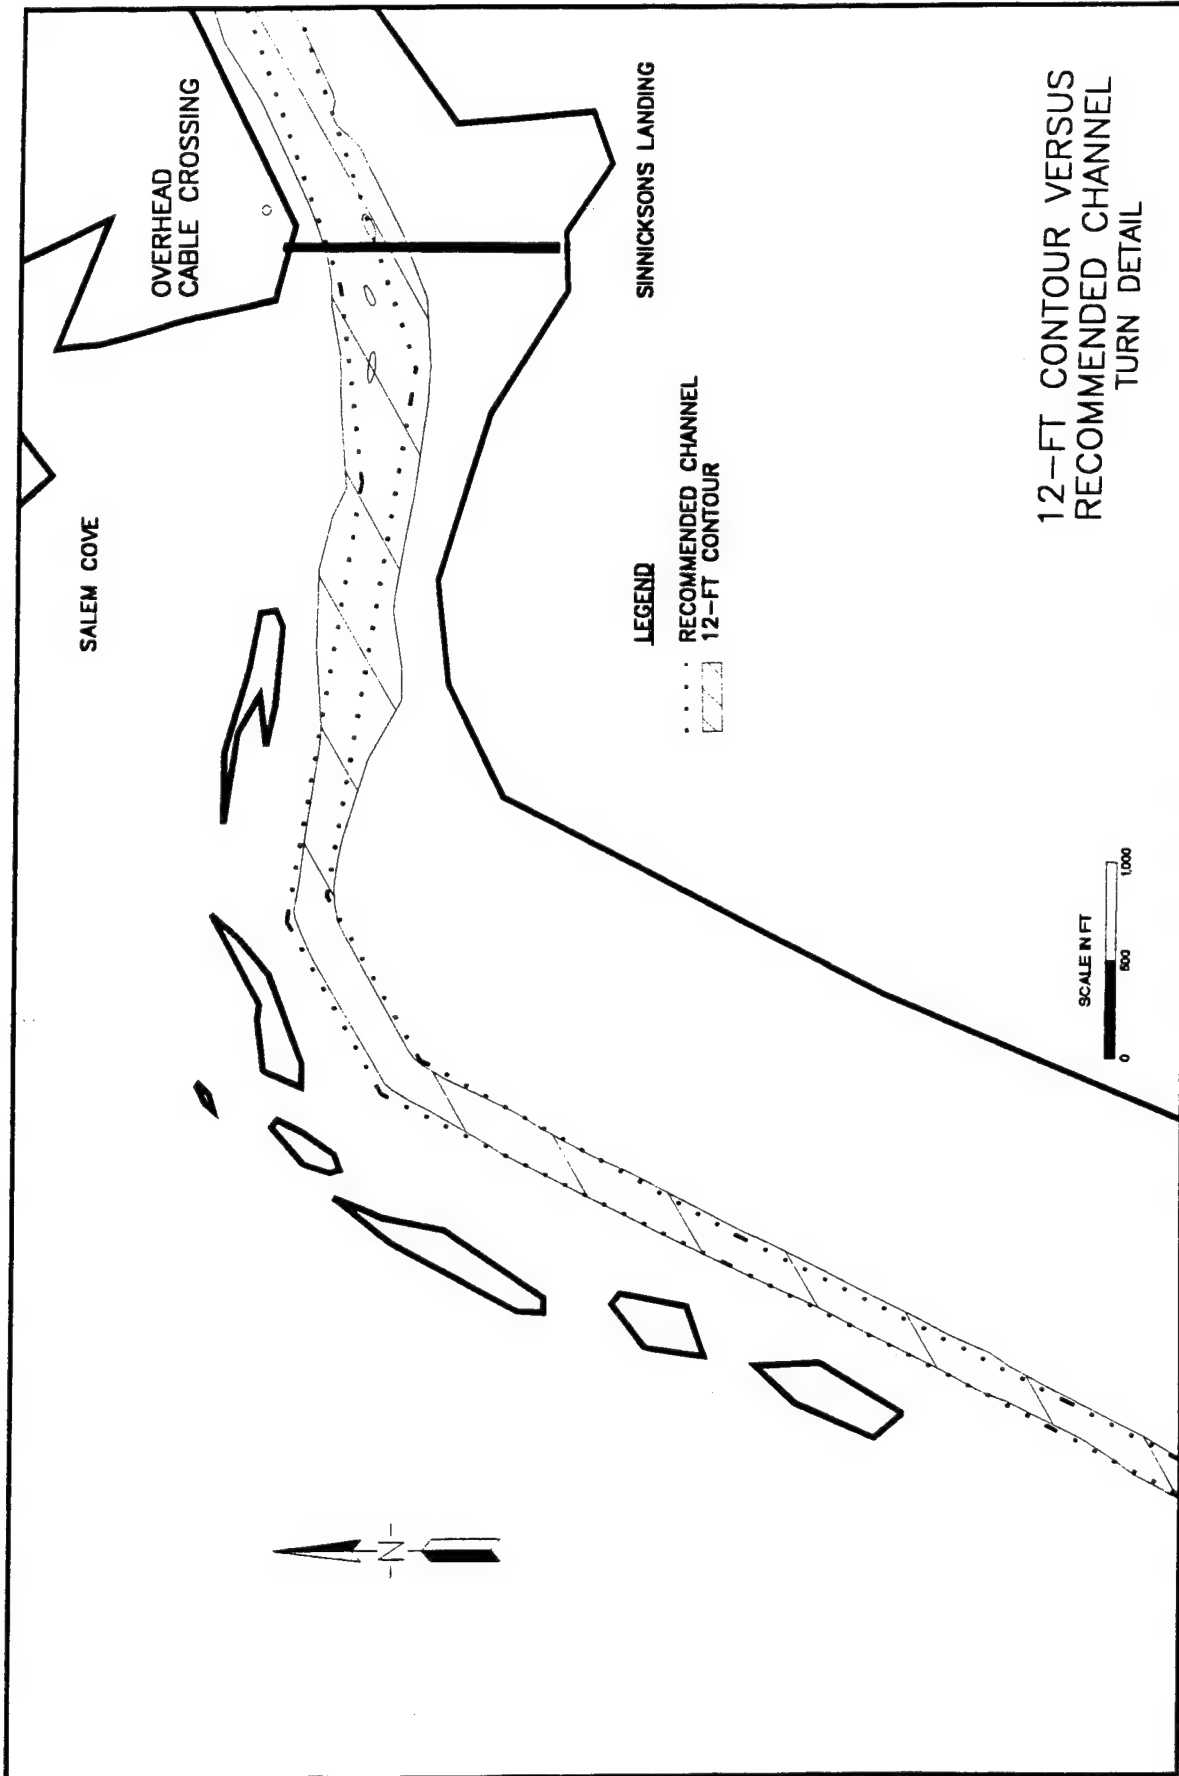 OVERHEAD
CABLE CROSSING
SALEM COVE
SINNICKSONS LANDING
LEGEND
RECOMMENDED CHANNEL
12-FT CONTOUR
N
SCALE IN FT
0 500 1,000
12-FT CONTOUR VERSUS
RECOMMENDED CHANNEL
TURN DETAIL